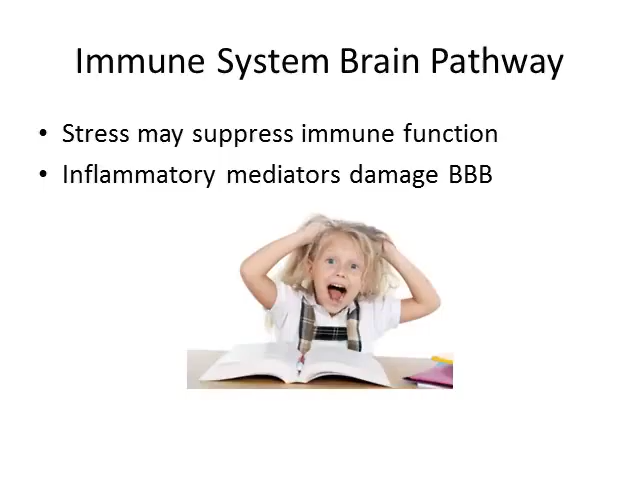 Immune System Brain Pathway
• Stress may suppress immune function
• Inflammatory mediators damage BBB